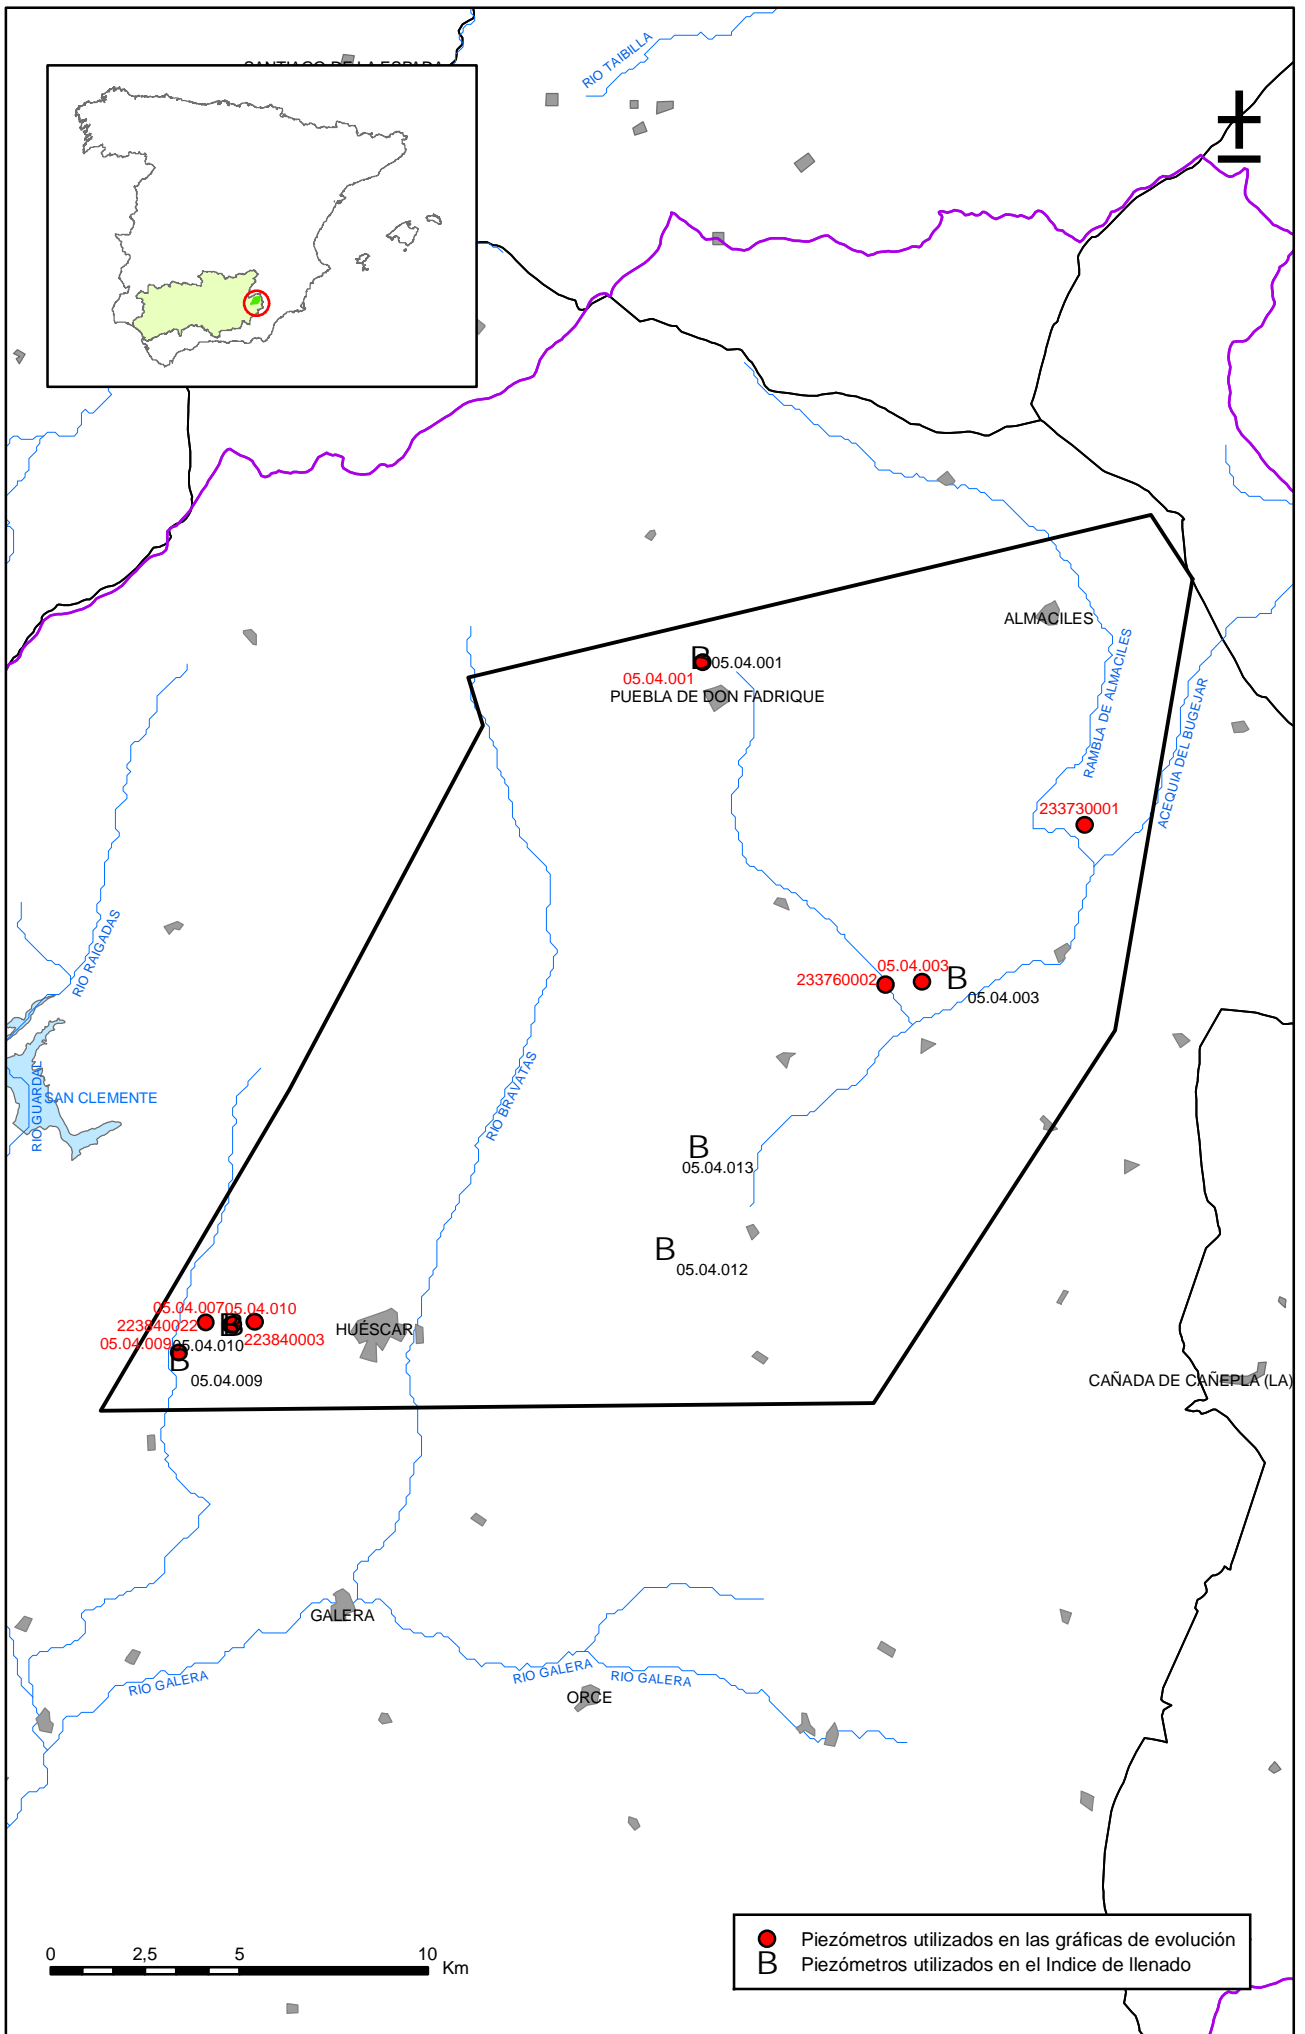 RIO TAIBILLA
SANTIAGO DE LA ESPADA
ALMACILES
B
05.04.001
05.04.001
PUEBLA DE DON FADRIQUE
RAMBLA DE ALMACILES
ACEQUIA DEL BUGEJAR
233730001
RIO RAIGADAS
05.04.003
233760002
B
05.04.003
RIO GUARDAL
SAN CLEMENTE
RIO BRAVATAS
B
05.04.013
B
05.04.012
05.04.007
05.04.010
223840022
B
223840003
HUÉSCAR
05.04.009
05.04.010
B
05.04.009
CAÑADA DE CAÑEPLA (LA)
GALERA
RIO GALERA
RIO GALERA
RIO GALERA
ORCE
0 2,5 5 10
Km
Piezómetros utilizados en las gráficas de evolución
B Piezómetros utilizados en el Indice de llenado